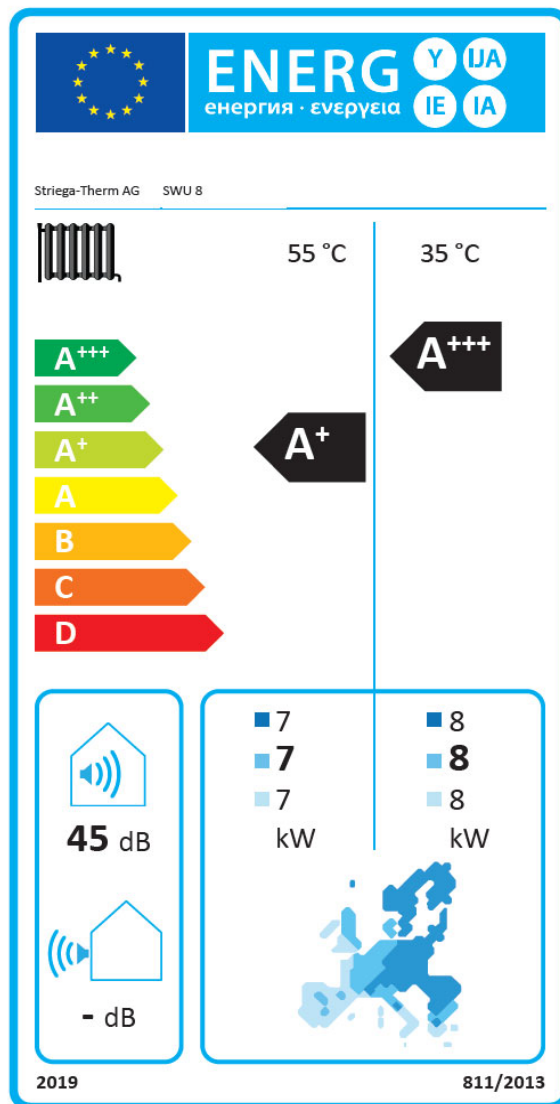 ENERG Y IJA
енергия · ενεργεια IE IA
Striega-Therm AG SWU 8
55 °C 35 °C
A+++
A+++
A++
A+
A+
A
B
C
D
7 8
7 8
7 8
kW kW
45 dB
- dB
2019 811/2013